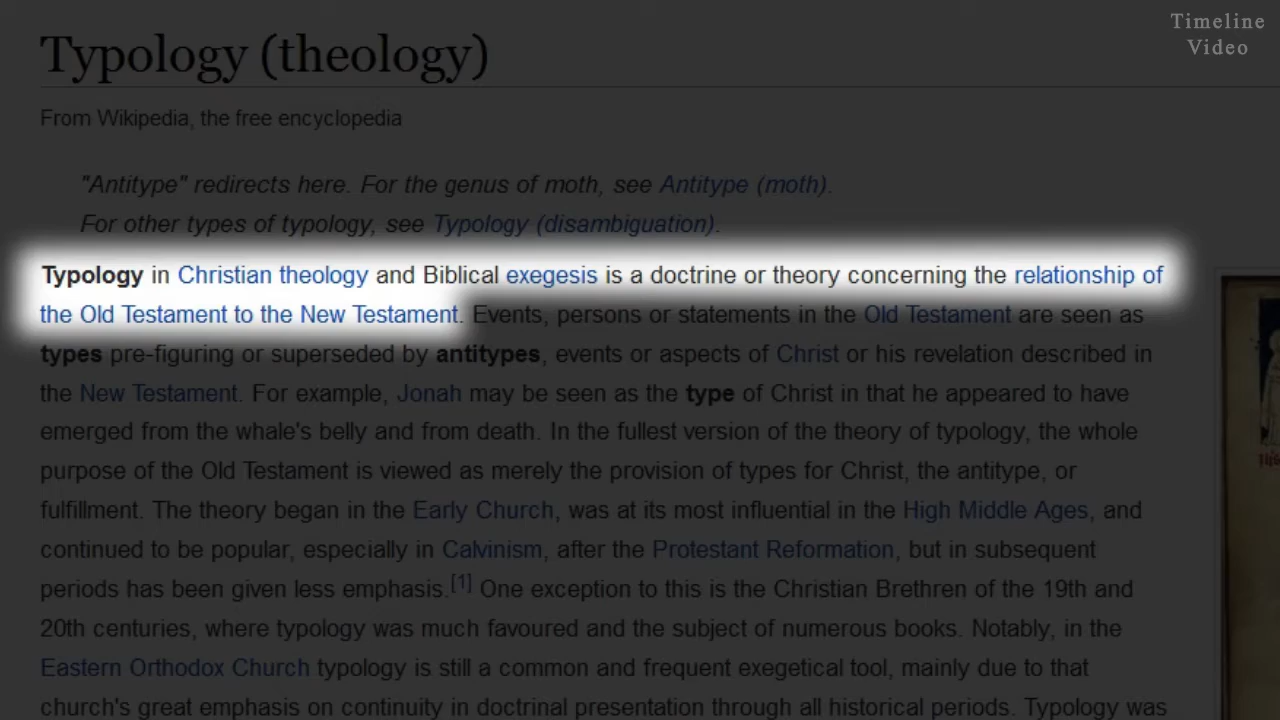 Timeline
Video
Typology (theology)
From Wikipedia, the free encyclopedia
"Antitype" redirects here. For the genus of moth, see Antitype (moth).
For other types of typology, see Typology (disambiguation).
Typology in Christian theology and Biblical exegesis is a doctrine or theory concerning the relationship of
the Old Testament to the New Testament. Events, persons or statements in the Old Testament are seen as
types pre-figuring or superseded by antitypes, events or aspects of Christ or his revelation described in
the New Testament. For example, Jonah may be seen as the type of Christ in that he appeared to have
emerged from the whale's belly and from death. In the fullest version of the theory of typology, the whole
purpose of the Old Testament is viewed as merely the provision of types for Christ, the antitype, or
fulfillment. The theory began in the Early Church, was at its most influential in the High Middle Ages, and
continued to be popular, especially in Calvinism, after the Protestant Reformation, but in subsequent
periods has been given less emphasis.[1] One exception to this is the Christian Brethren of the 19th and
20th centuries, where typology was much favoured and the subject of numerous books. Notably, in the
Eastern Orthodox Church typology is still a common and frequent exegetical tool, mainly due to that
church's great emphasis on continuity in doctrinal presentation through all historical periods. Typology was